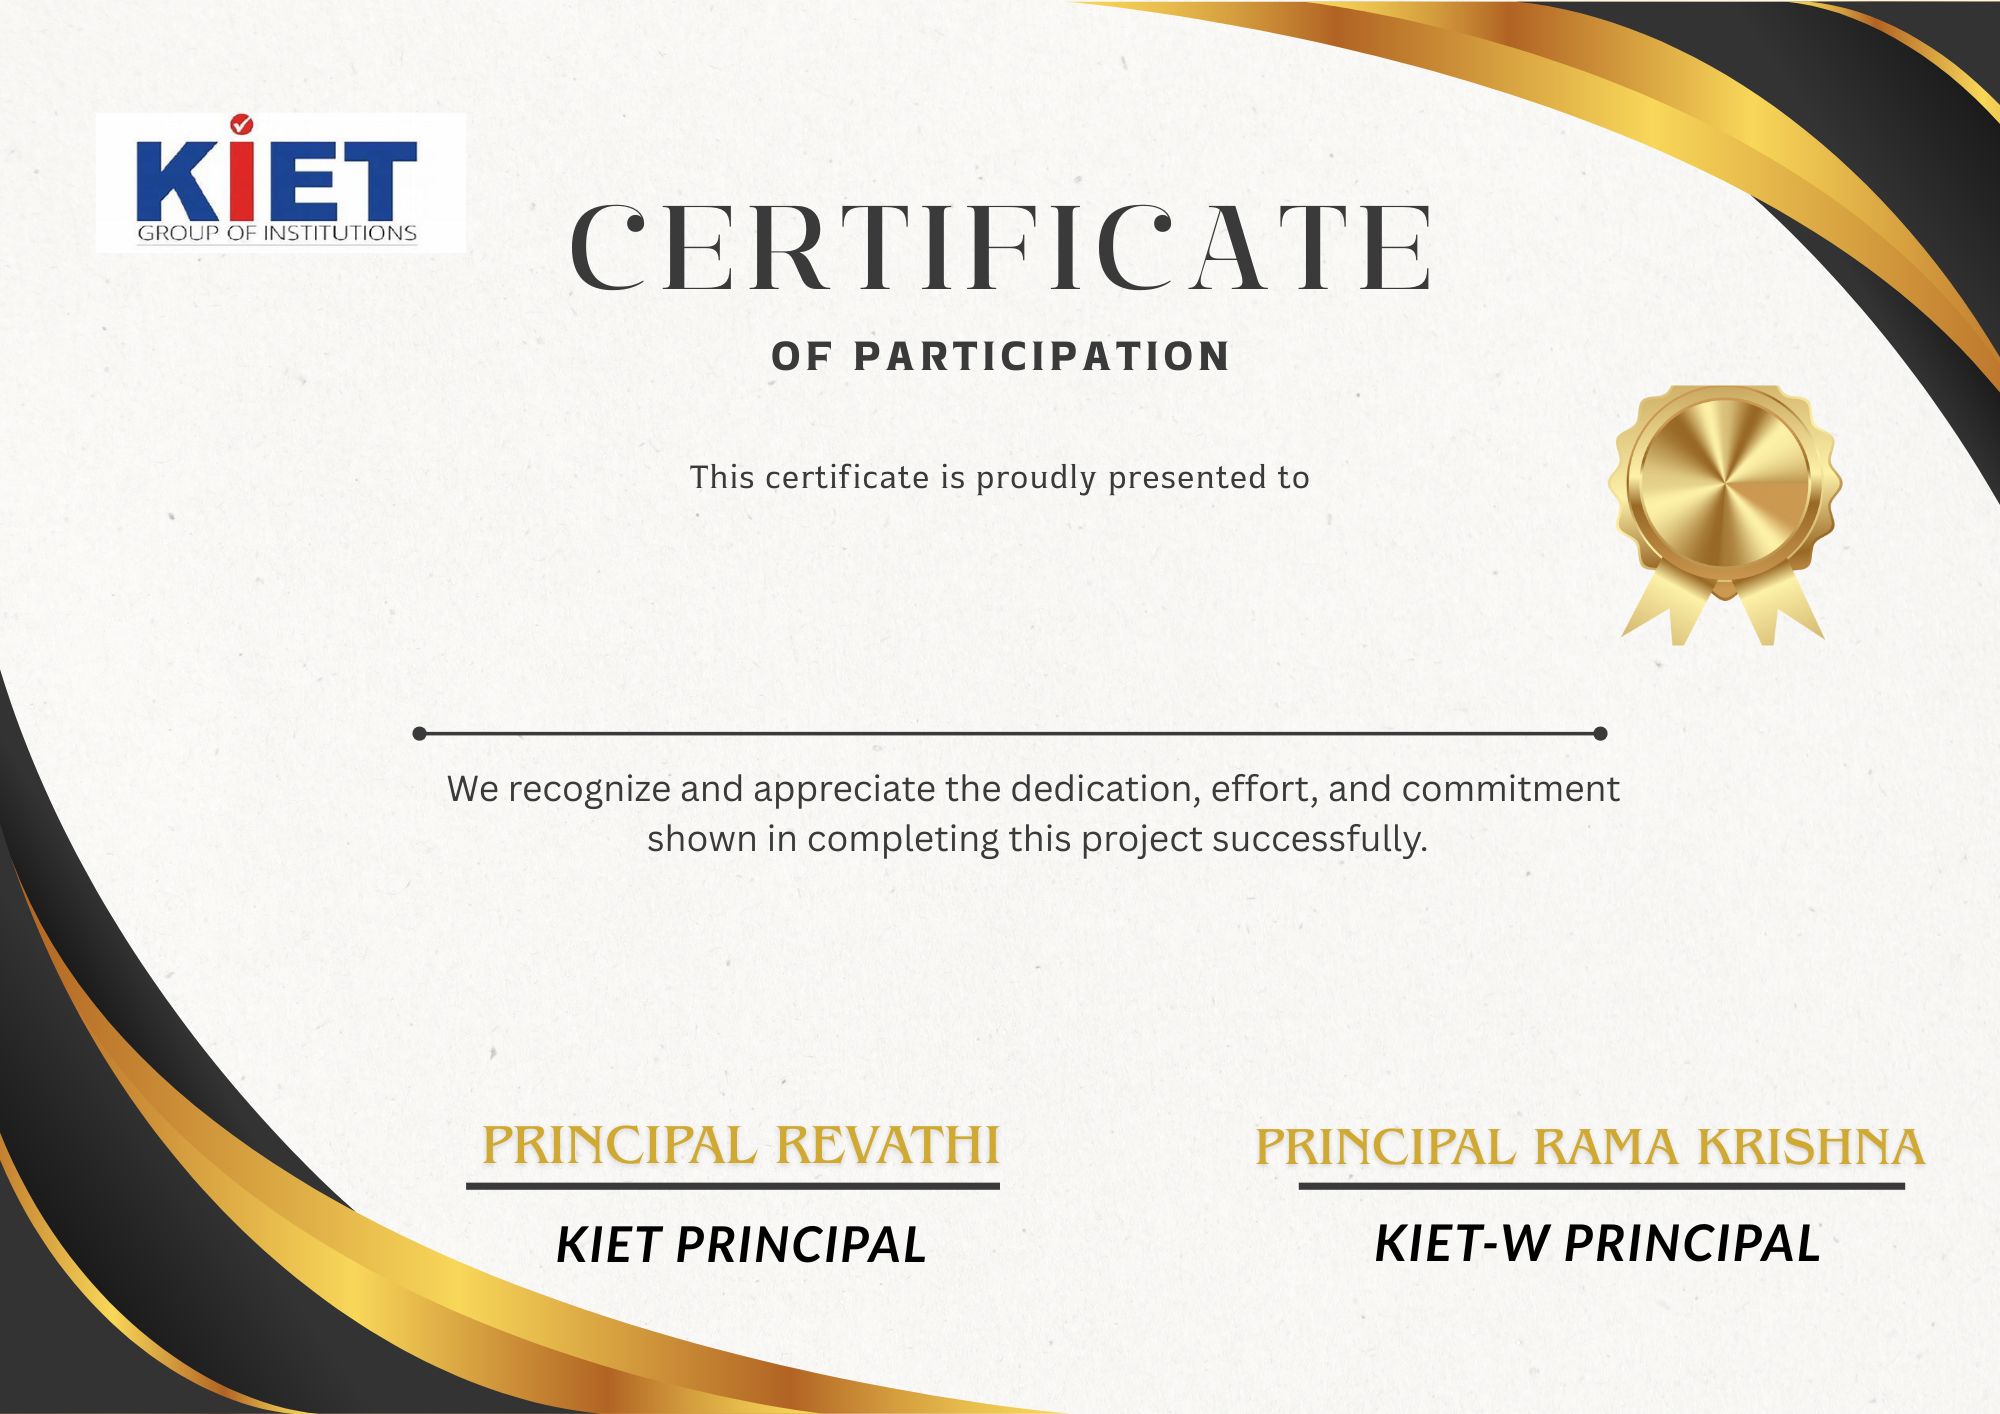 KiET
GROUP OF INSTITUTIONS
CERTIFICATE
OF PARTICIPATION
This certificate is proudly presented to
We recognize and appreciate the dedication, effort, and commitment
shown in completing this project successfully.
PRINCIPAL REVATHI
PRINCIPAL RAMA KRISHNA
KIET PRINCIPAL
KIET-W PRINCIPAL